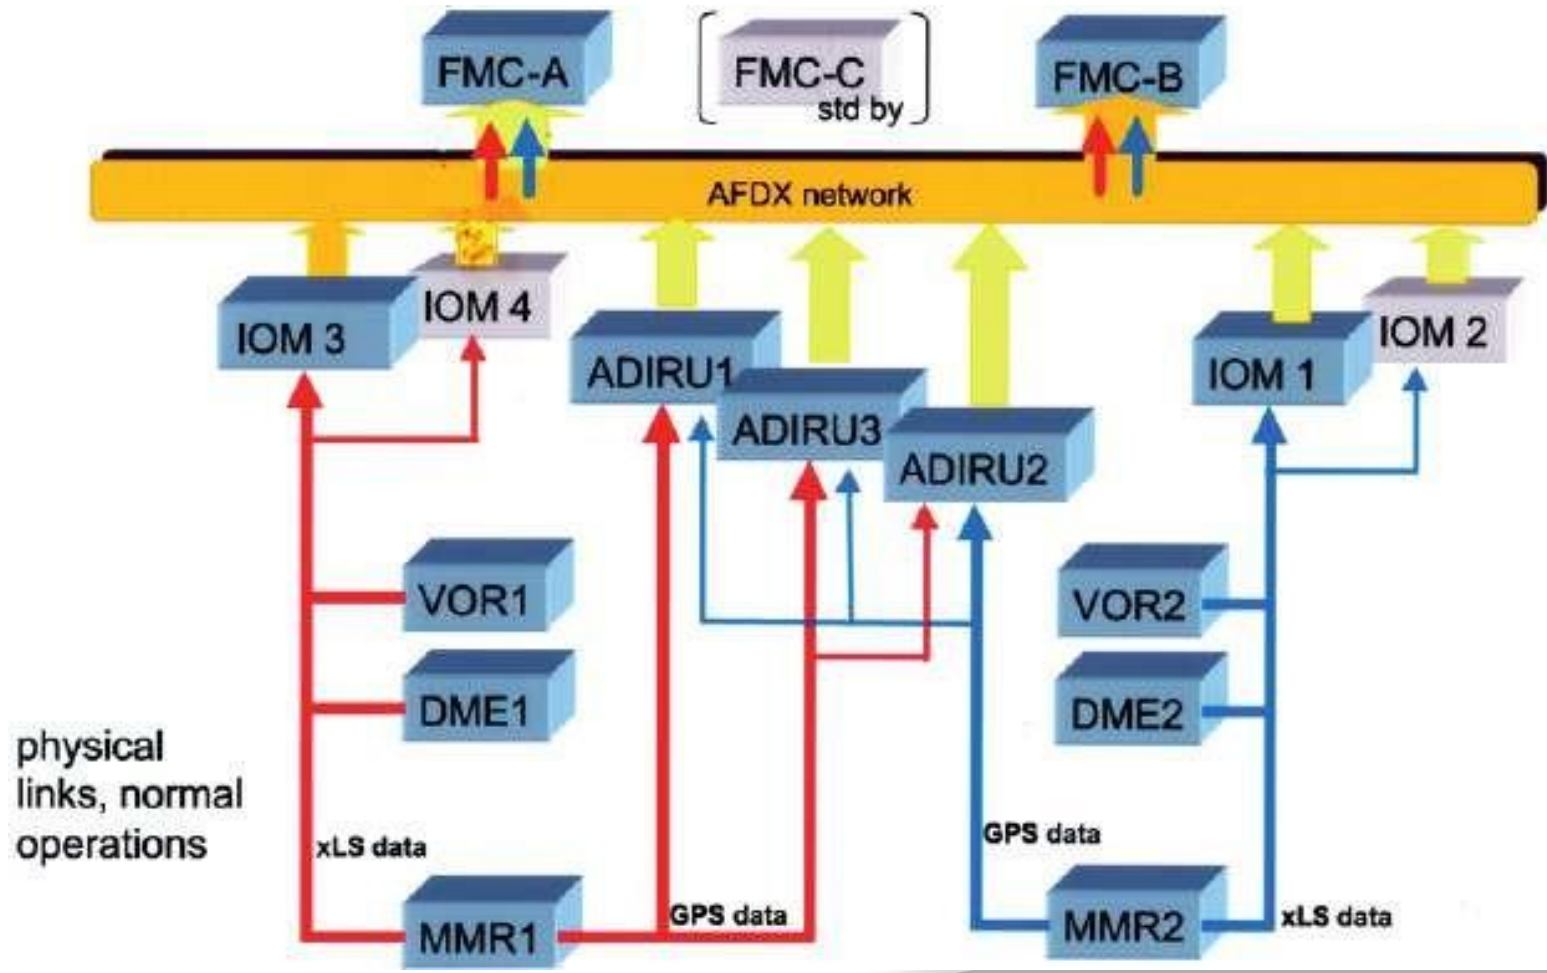 FMC-A
FMC-C
std by
FMC-B
AFDX network
IOM 3
IOM 4
ADIRU1
ADIRU3
ADIRU2
IOM 1
IOM 2
VOR1
VOR2
DME1
DME2
physical
links, normal
operations
xLS data
GPS data
MMR1
GPS data
MMR2
xLS data